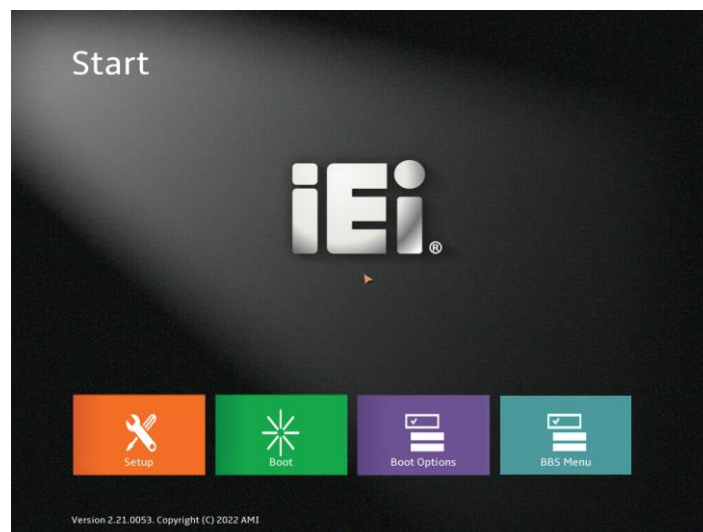 Start
iEi®
Setup
Boot
Boot Options
BBS Menu
Version 2.21.0053. Copyright (C) 2022 AMI